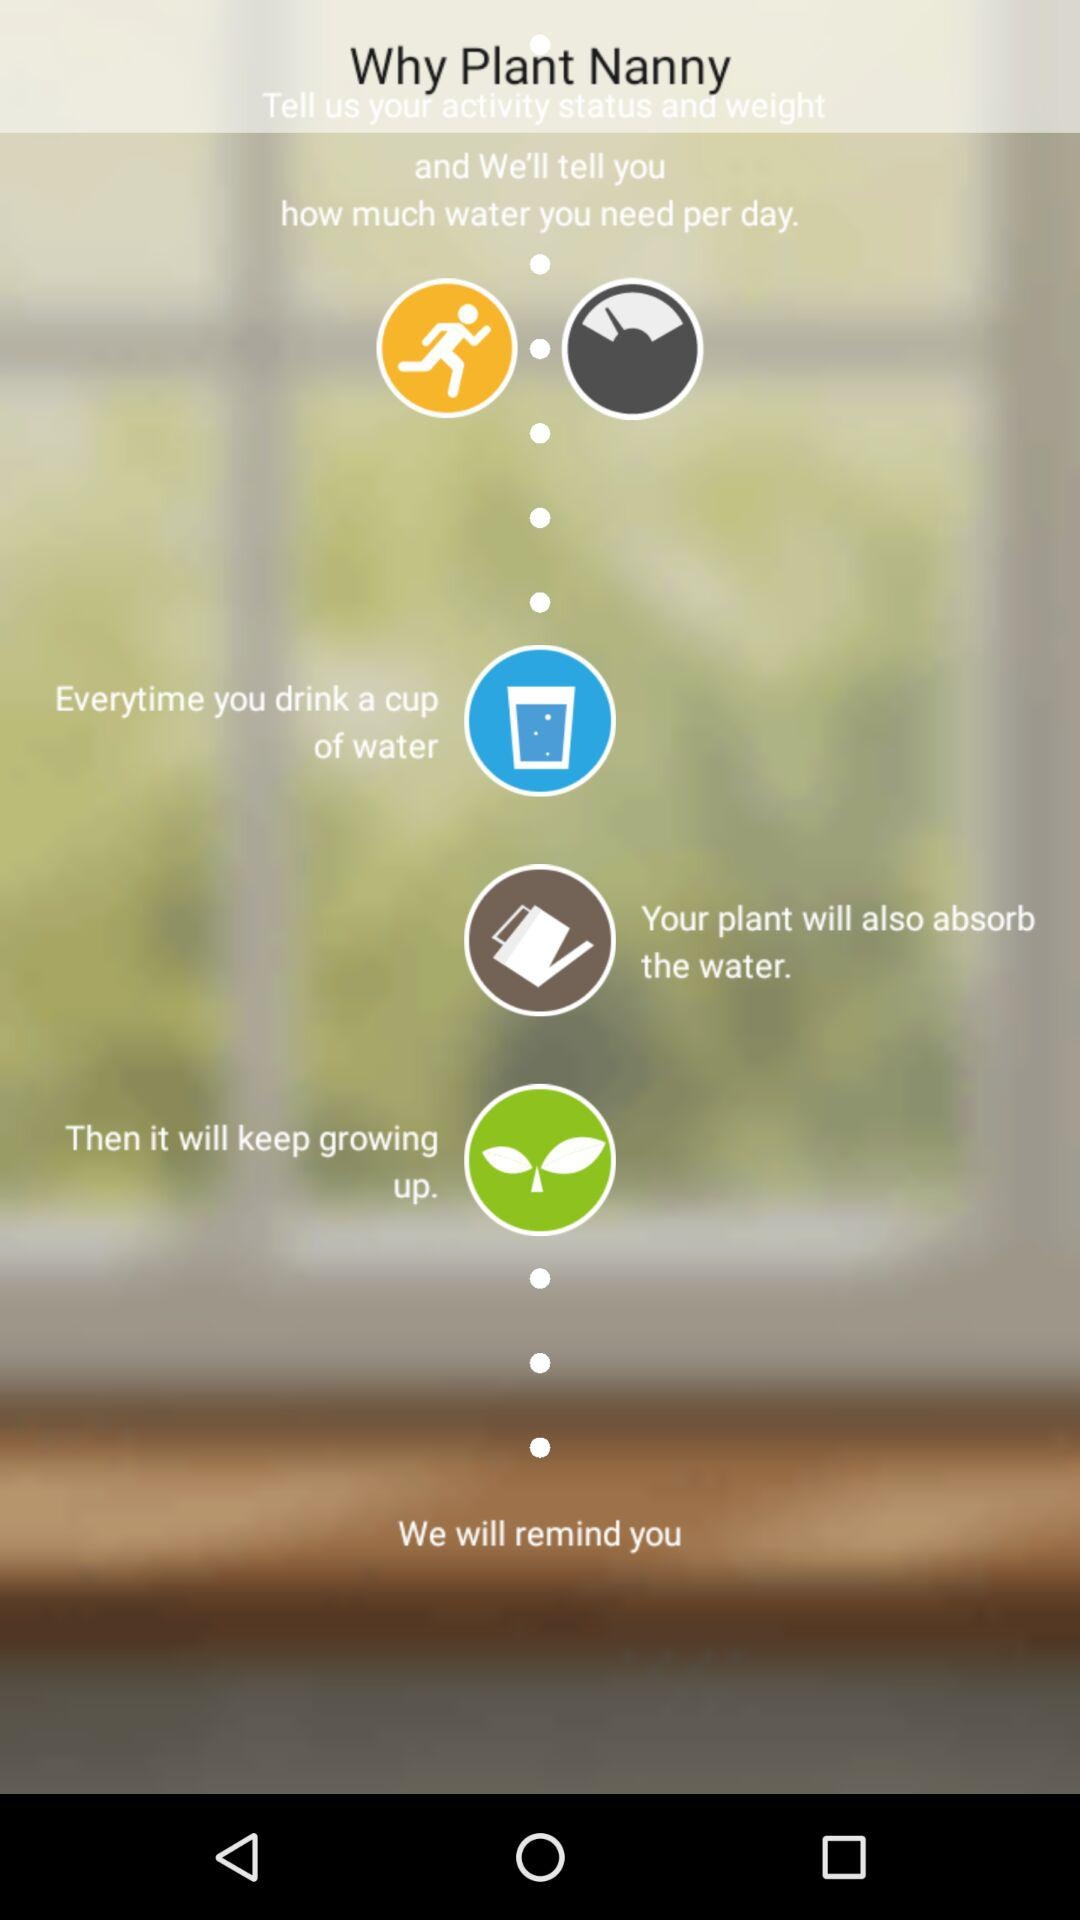 Why Plant Nanny
Tell us your activity status and weight
and We’ll tell you
how much water you need per day.
Everytime you drink a cup
of water
Your plant will also absorb
the water.
Then it will keep growing
up.
We will remind you